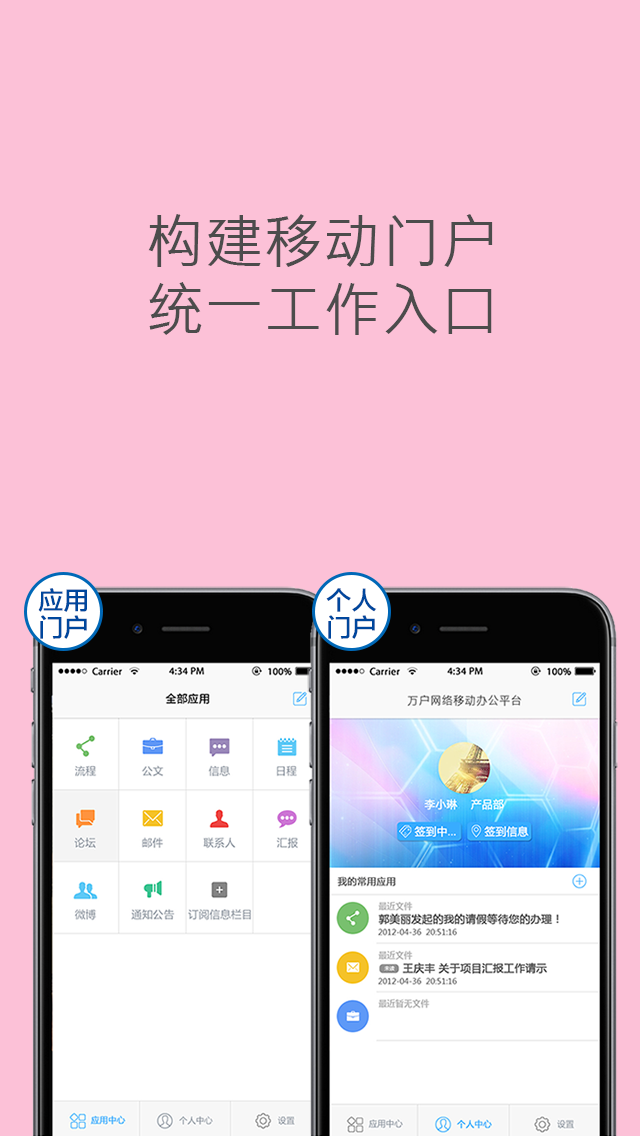 构建移动门户
统一工作入口
应用
门户
Carrier
4:34 PM
100%
全部应用
流程
公文
信息
日程
论坛
邮件
联系人
汇报
微博
通知公告
订阅信息栏目
应用中心
个人中心
设置
个人
门户
Carrier
4:34 PM
100%
万户网络移动办公平台
李小琳 产品部
签到中...
签到信息
我的常用应用
最近文件
郭美丽发起的我的请假等待您的办理！
2012-04-36 20:51:16
最近文件
王庆丰 关于项目汇报工作请示
2012-04-36 20:51:16
最近暂无文件
应用中心
个人中心
设置